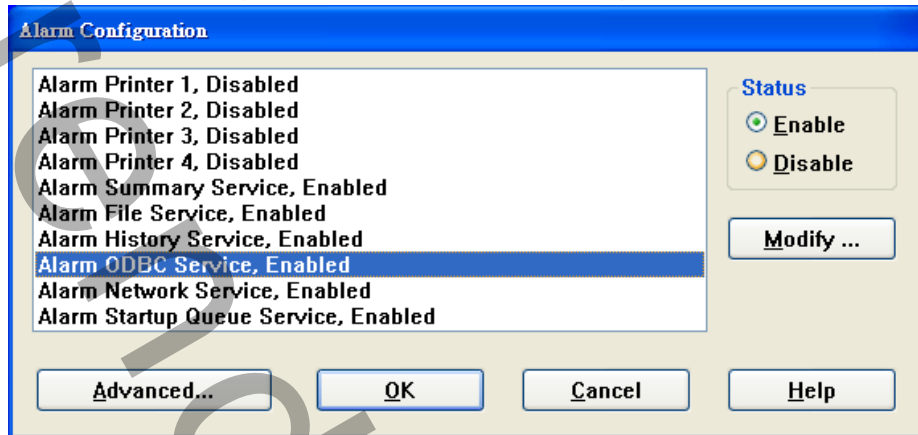 Alarm Configuration
Alarm Printer 1, Disabled
Alarm Printer 2, Disabled
Alarm Printer 3, Disabled
Alarm Printer 4, Disabled
Alarm Summary Service, Enabled
Alarm File Service, Enabled
Alarm History Service, Enabled
Alarm ODBC Service, Enabled
Alarm Network Service, Enabled
Alarm Startup Queue Service, Enabled
Status
Enable
Disable
Modify ...
Advanced...
OK
Cancel
Help